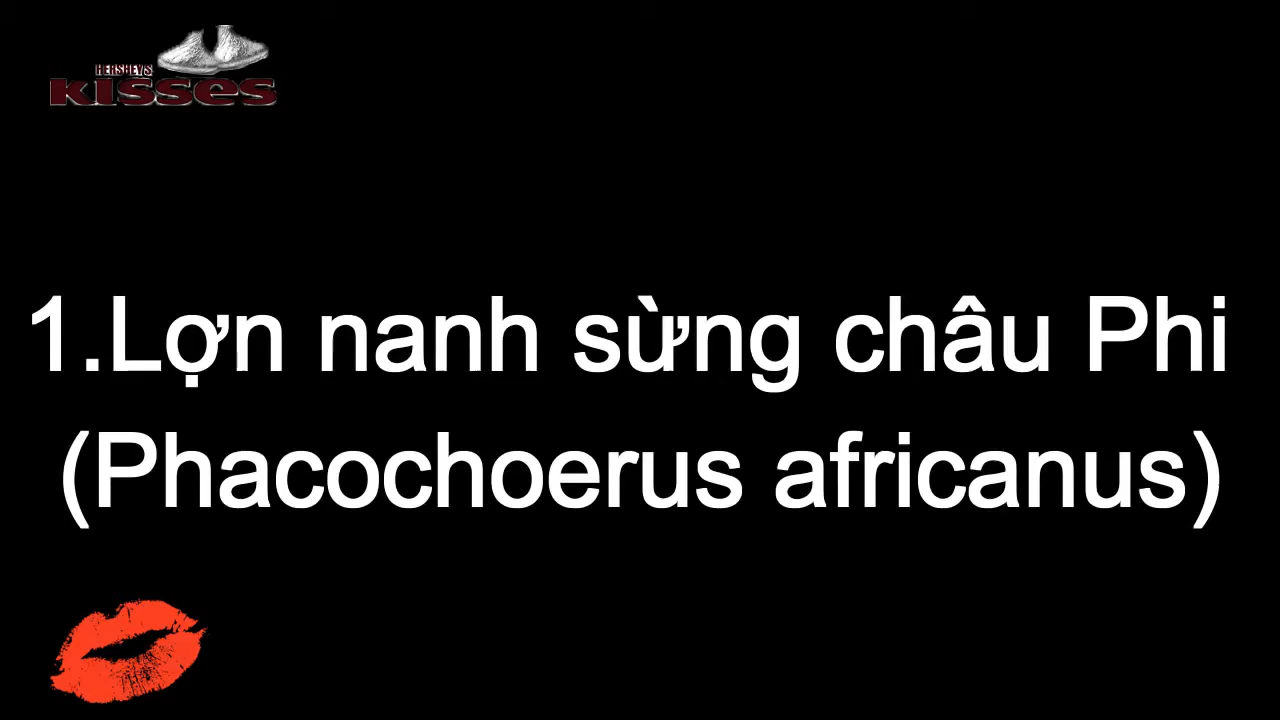 HERSHEY'S
KISSES
1.Lợn nanh sừng châu Phi
(Phacochoerus africanus)